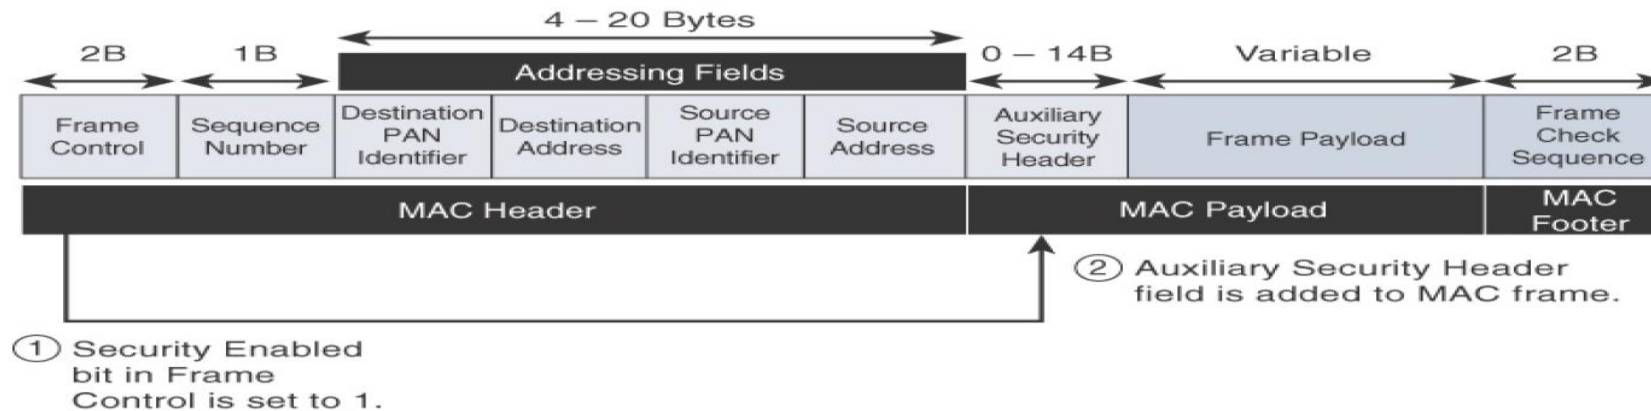 4 – 20 Bytes
2B
1B
Addressing Fields
0 – 14B
Variable
2B
Frame
Control
Sequence
Number
Destination
PAN
Identifier
Destination
Address
Source
PAN
Identifier
Source
Address
Auxiliary
Security
Header
Frame Payload
Frame
Check
Sequence
MAC Header
MAC Payload
MAC
Footer
① Security Enabled
bit in Frame
Control is set to 1.
② Auxiliary Security Header
field is added to MAC frame.